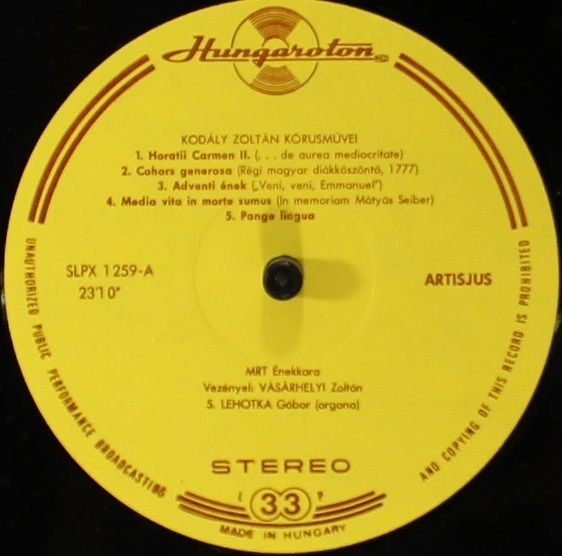 Hungaroton
KODÁLY ZOLTÁN KÓRUSMŰVEI
1. Horatii Carmen II. (. . . de aurea mediocritate)
2. Cohors generosa (Régi magyar diákköszöntő, 1777)
3. Adventi ének („Veni, veni, Emmanuel")
4. Media vita in morte sumus (In memoriam Mátyás Seiber)
5. Pange lingua
SLPX 1259-A
23'10"
ARTISJUS
MRT Énekkara
Vezényel: VÁSÁRHELYI Zoltán
5. LEHOTKA Gábor (orgona)
STEREO
UNAUTHORIZED PUBLIC PERFORMANCE BROADCASTING
AND COPYING OF THIS RECORD IS PROHIBITED
I 33 P
MADE IN HUNGARY